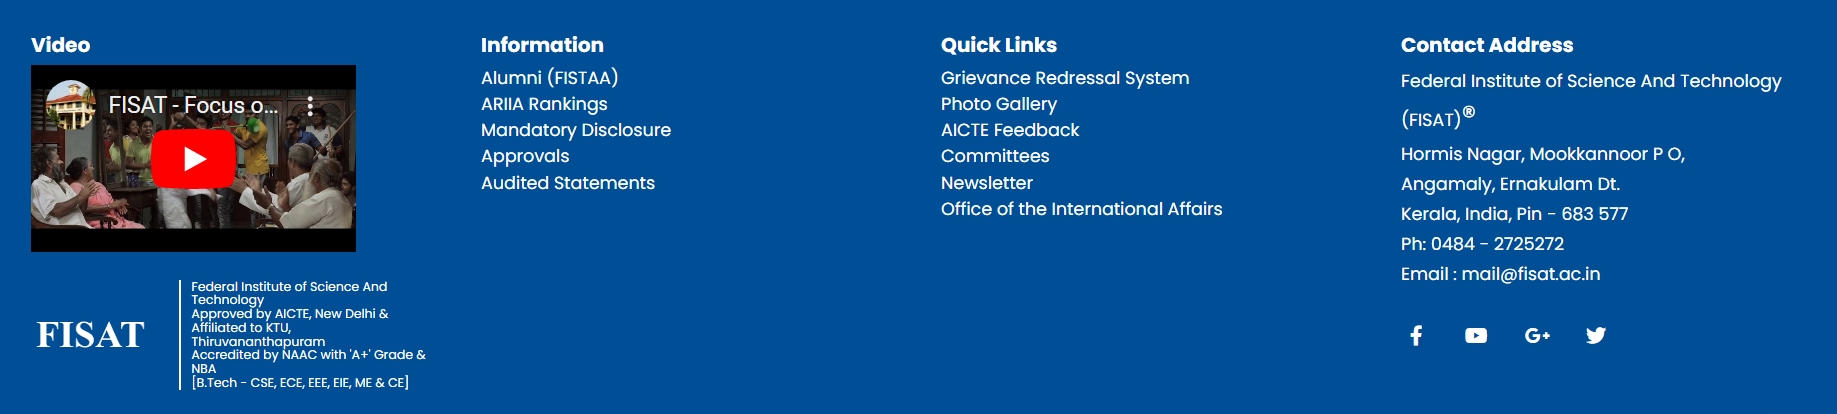 Video
FISAT - Focus o...
FISAT
Federal Institute of Science And
Technology
Approved by AICTE, New Delhi &
Affiliated to KTU,
Thiruvananthapuram
Accredited by NAAC with 'A+' Grade &
NBA
[B.Tech - CSE, ECE, EEE, EIE, ME & CE]
Information
Alumni (FISTAA)
ARIIA Rankings
Mandatory Disclosure
Approvals
Audited Statements
Quick Links
Grievance Redressal System
Photo Gallery
AICTE Feedback
Committees
Newsletter
Office of the International Affairs
Contact Address
Federal Institute of Science And Technology
(FISAT)®
Hormis Nagar, Mookkannoor P O,
Angamaly, Ernakulam Dt.
Kerala, India, Pin - 683 577
Ph: 0484 - 2725272
Email : mail@fisat.ac.in
G+